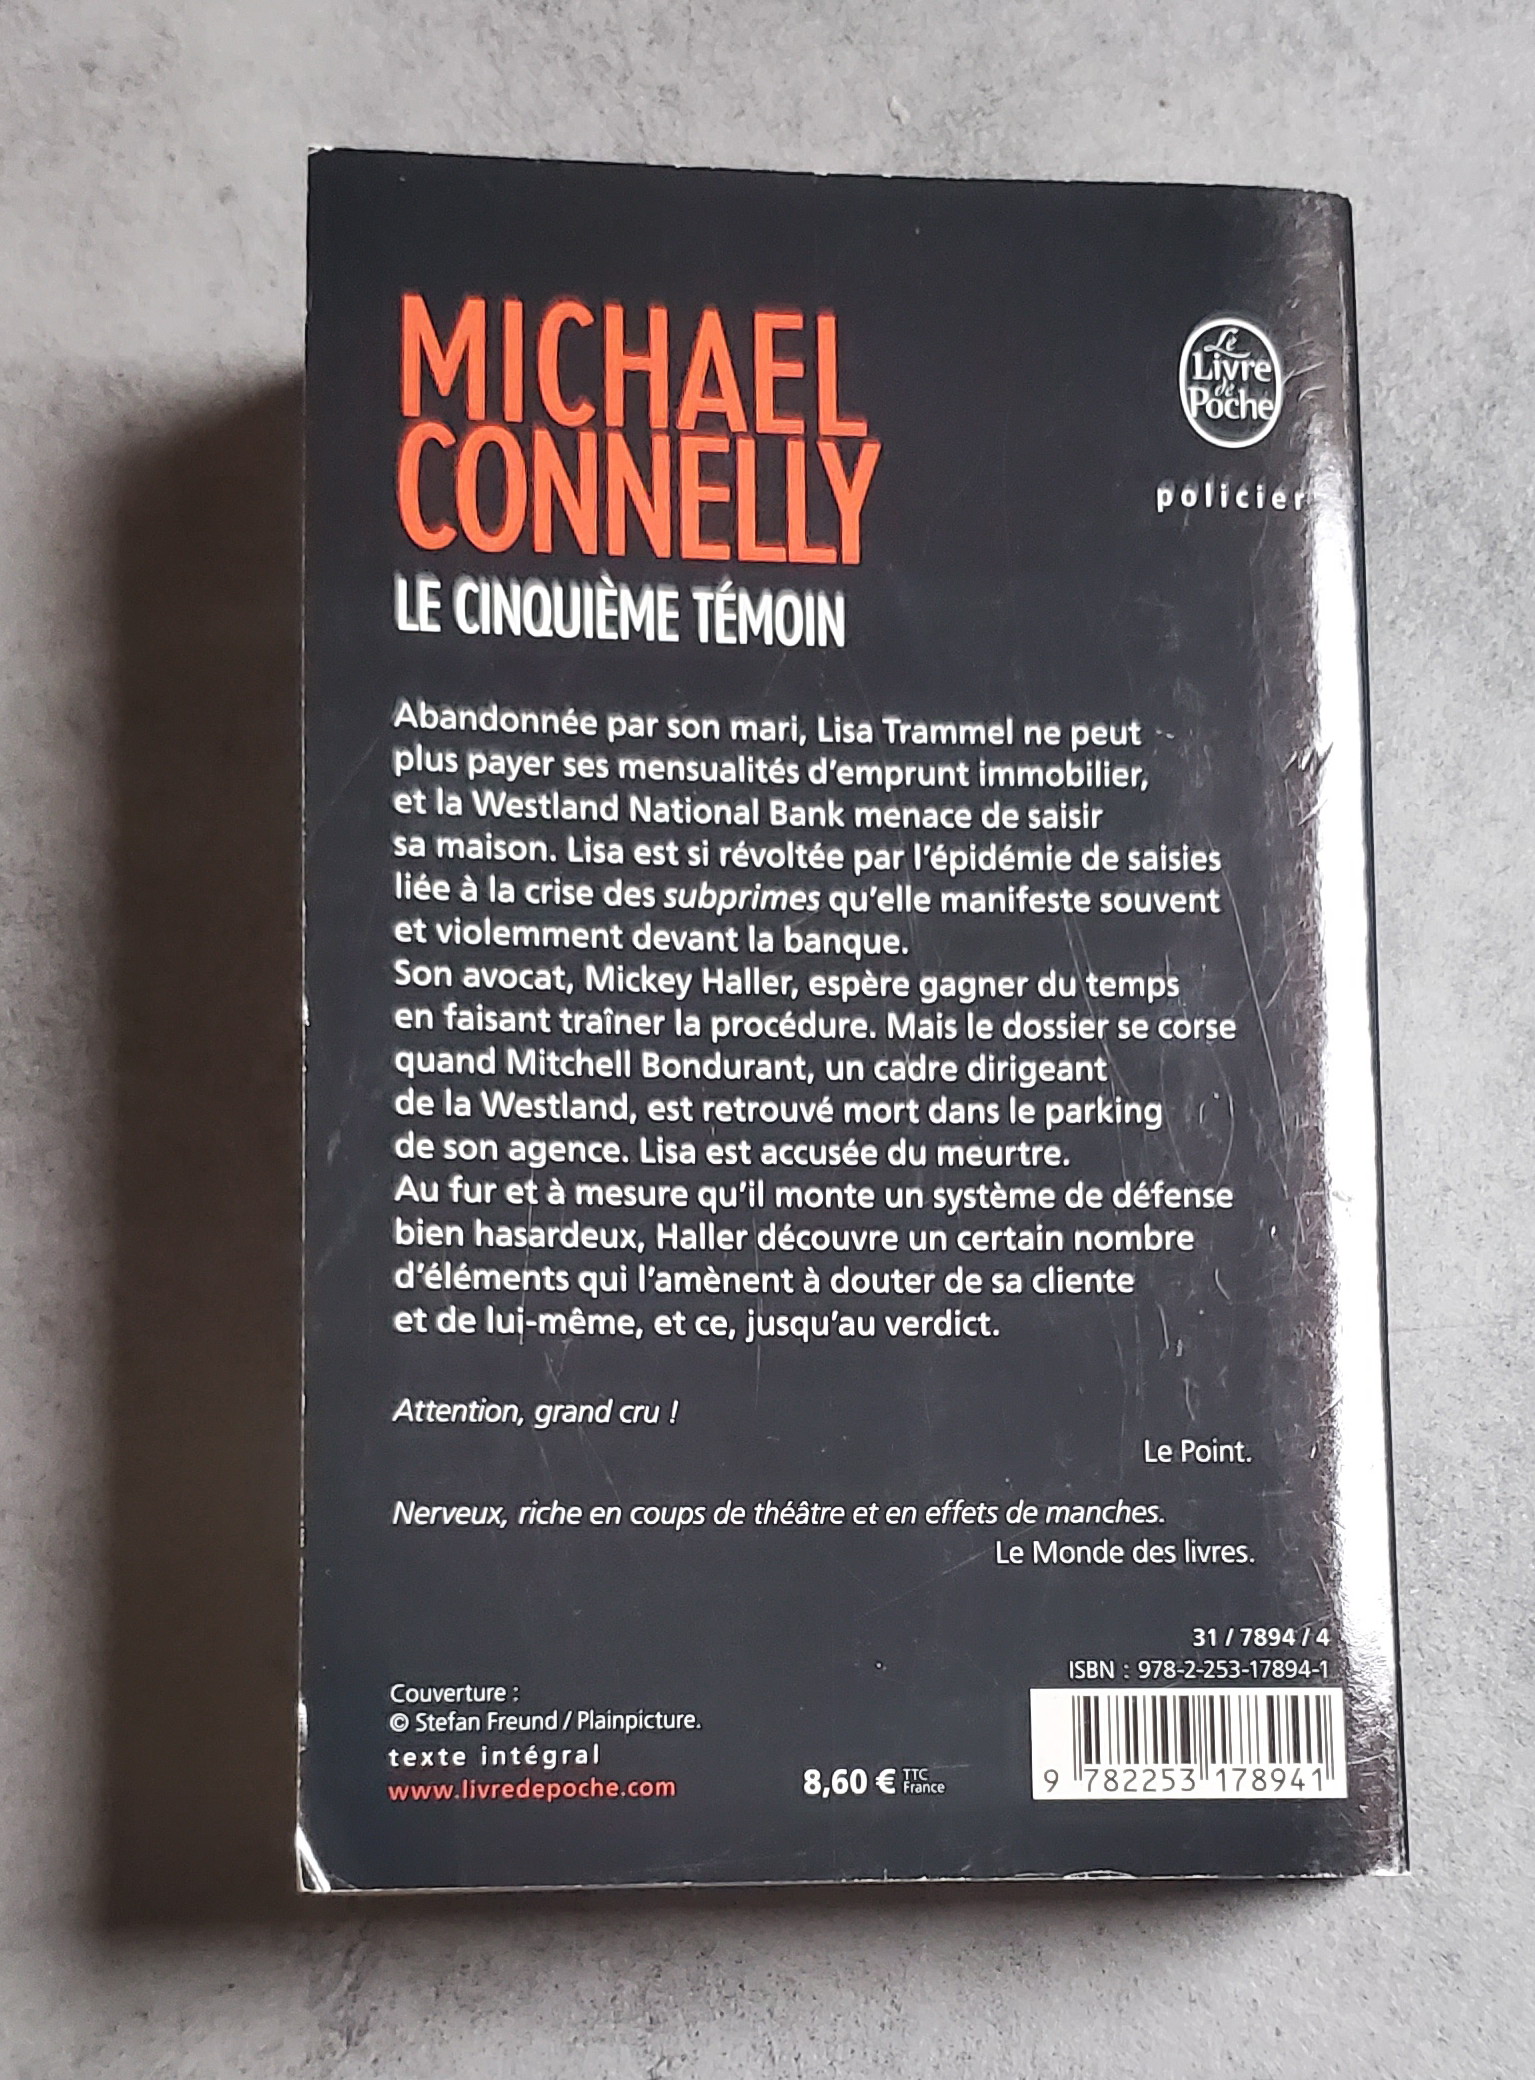 MICHAEL
CONNELLY
LE CINQUIÈME TÉMOIN
Le
Livre
de
Poche
policier
Abandonnée par son mari, Lisa Trammel ne peut
plus payer ses mensualités d'emprunt immobilier,
et la Westland National Bank menace de saisir
sa maison. Lisa est si révoltée par l'épidémie de saisies
liée à la crise des subprimes qu'elle manifeste souvent
et violemment devant la banque.
Son avocat, Mickey Haller, espère gagner du temps
en faisant traîner la procédure. Mais le dossier se corse
quand Mitchell Bondurant, un cadre dirigeant
de la Westland, est retrouvé mort dans le parking
de son agence. Lisa est accusée du meurtre.
Au fur et à mesure qu'il monte un système de défense
bien hasardeux, Haller découvre un certain nombre
d'éléments qui l'amènent à douter de sa cliente
et de lui-même, et ce, jusqu'au verdict.
Attention, grand cru !
Le Point.
Nerveux, riche en coups de théâtre et en effets de manches.
Le Monde des livres.
31 / 7894 / 4
ISBN : 978-2-253-17894-1
Couverture :
© Stefan Freund / Plainpicture.
texte intégral
www.livredepoche.com
8,60 € TTC
France
9 782253 178941